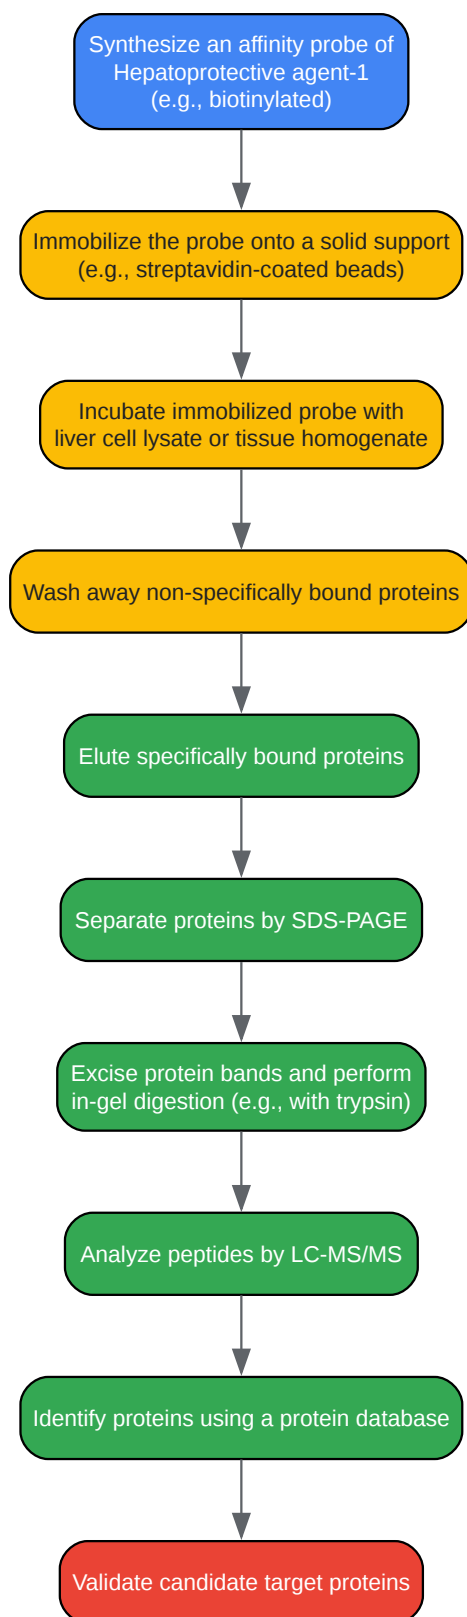 Synthesize an affinity probe of
Hepatoprotective agent-1
(e.g., biotinylated)
Immobilize the probe onto a solid support
(e.g., streptavidin-coated beads)
Incubate immobilized probe with
liver cell lysate or tissue homogenate
Wash away non-specifically bound proteins
Elute specifically bound proteins
Separate proteins by SDS-PAGE
Excise protein bands and perform
in-gel digestion (e.g., with trypsin)
Analyze peptides by LC-MS/MS
Identify proteins using a protein database
Validate candidate target proteins